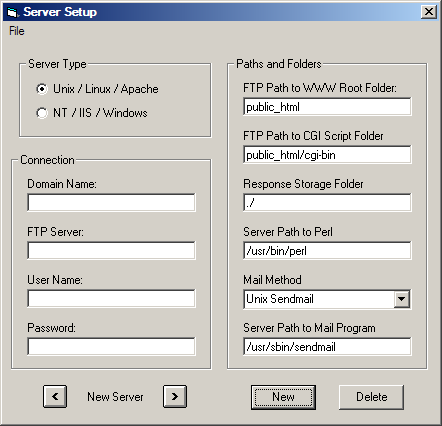 Server Setup
File
Server Type
Unix / Linux / Apache
NT / IIS / Windows
Connection
Domain Name:
FTP Server:
User Name:
Password:
Paths and Folders
FTP Path to WWW Root Folder:
public_html
FTP Path to CGI Script Folder
public_html/cgi-bin
Response Storage Folder
./
Server Path to Perl
/usr/bin/perl
Mail Method
Unix Sendmail
Server Path to Mail Program
/usr/sbin/sendmail
< New Server >
New
Delete